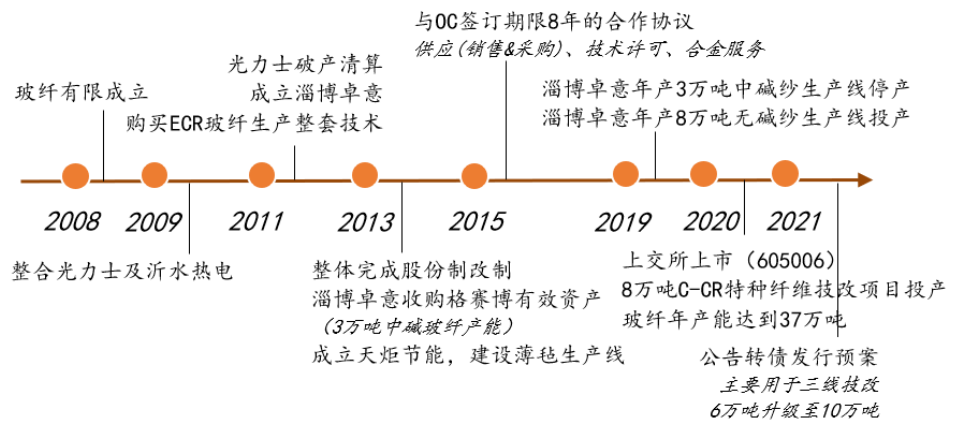 与OC签订期限8年的合作协议
供应(销售&采购)、技术许可、合金服务
光力士破产清算
成立淄博卓意
购买ECR玻纤生产整套技术
玻纤有限成立
淄博卓意年产3万吨中碱纱生产线停产
淄博卓意年产8万吨无碱纱生产线投产
2008
2009
2011
2013
2015
2019
2020
2021
整合光力士及沂水热电
整体完成股份制改制
淄博卓意收购格赛博有效资产
(3万吨中碱玻纤产能)
成立天炬节能，建设薄毡生产线
上交所上市（605006）
8万吨C-CR特种纤维技改项目投产
玻纤年产能达到37万吨
公告转债发行预案
主要用于三线技改
6万吨升级至10万吨